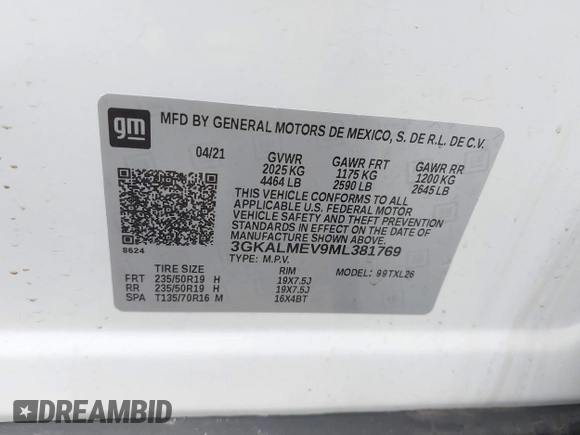 gm
MFD BY GENERAL MOTORS DE MEXICO, S. DE R.L. DE C.V.
04/21 GVWR GAWR FRT GAWR RR
2025 KG 1175 KG 1200 KG
4464 LB 2590 LB 2645 LB
THIS VEHICLE CONFORMS TO ALL
APPLICABLE U.S. FEDERAL MOTOR
VEHICLE SAFETY AND THEFT PREVENTION
STANDARDS IN EFFECT ON THE DATE OF
MANUFACTURE SHOWN ABOVE.
8624
3GKALMEV9ML381769
TYPE: M.P.V. MODEL: 99TXL26
TIRE SIZE RIM
FRT 235/50R19 H 19X7.5J
RR 235/50R19 H 19X7.5J
SPA T135/70R16 M 16X4BT
DREAMBID